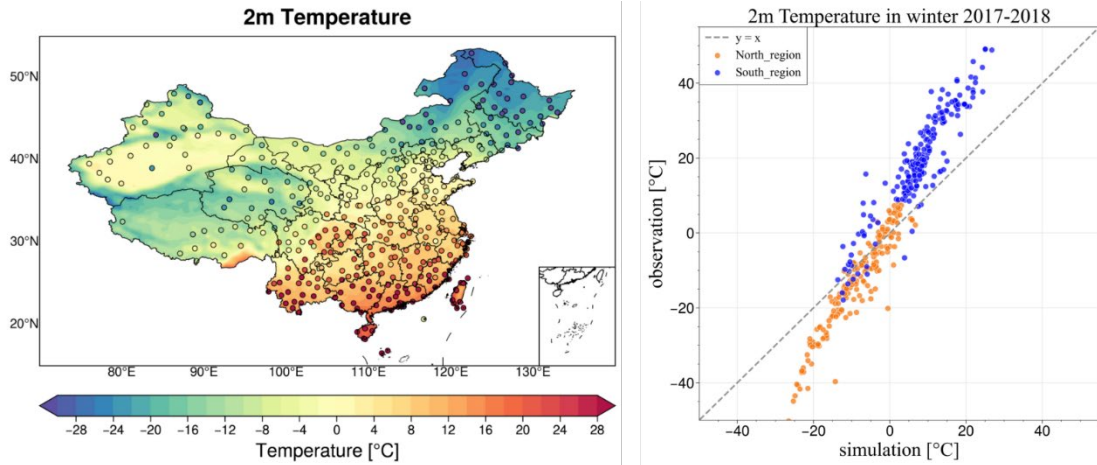 2m Temperature
50°N
40°N
30°N
20°N
80°E 90°E 100°E 110°E 120°E 130°E
−28 −24 −20 −16 −12 −8 −4 0 4 8 12 16 20 24 28
Temperature [°C]
2m Temperature in winter 2017-2018
y = x
North_region
South_region
observation [°C]
40
20
0
−20
−40
−40 −20 0 20 40
simulation [°C]